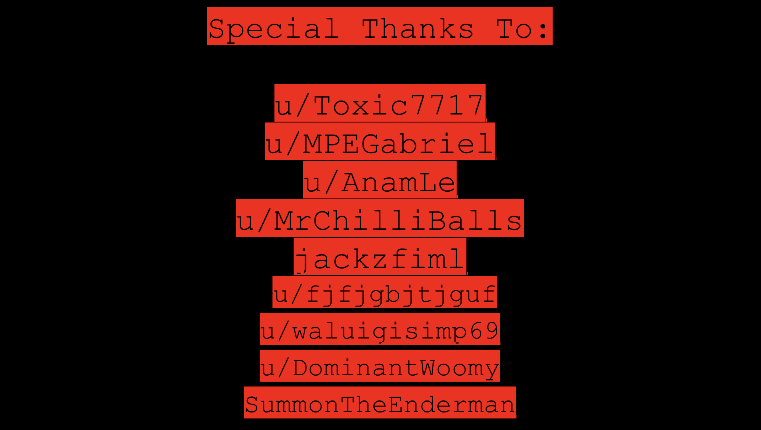 Special Thanks To:
u/Toxic7717
u/MPEGabriel
u/AnamLe
u/MrChilliBalls
jackzfiml
u/fjfjgbjtjguf
u/waluigisimp69
u/DominantWoomy
SummonTheEnderman